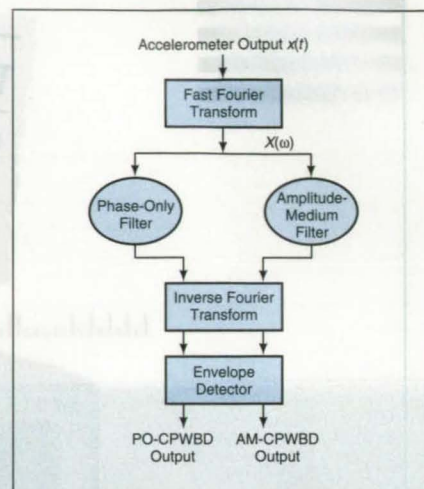 Accelerometer Output x(t)
Fast Fourier
Transform
X(ω)
Phase-Only
Filter
Amplitude-
Medium
Filter
Inverse Fourier
Transform
Envelope
Detector
PO-CPWBD
Output
AM-CPWBD
Output